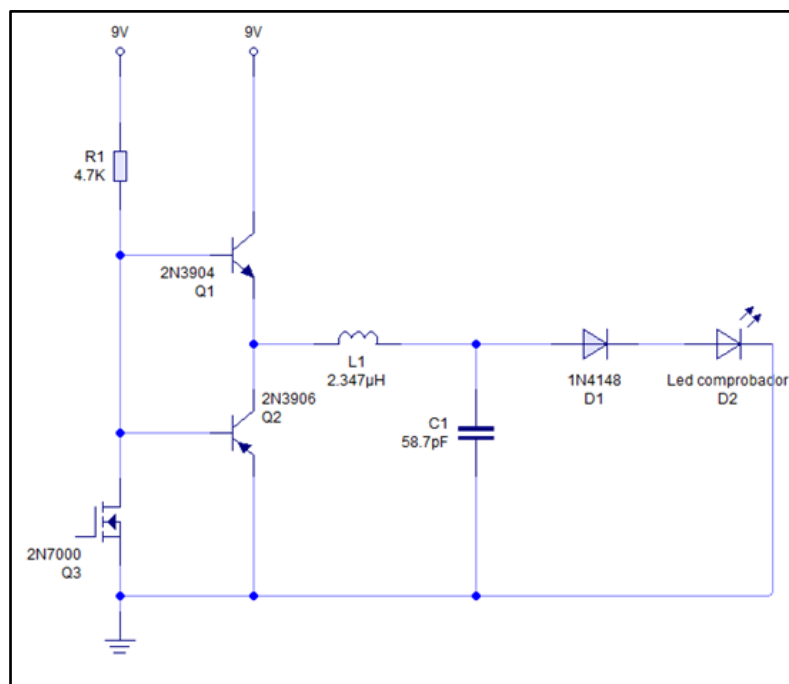 9V
9V
R1
4.7K
2N3904
Q1
2N3906
Q2
L1
2.347µH
1N4148
D1
Led comprobador
D2
C1
58.7pF
2N7000
Q3